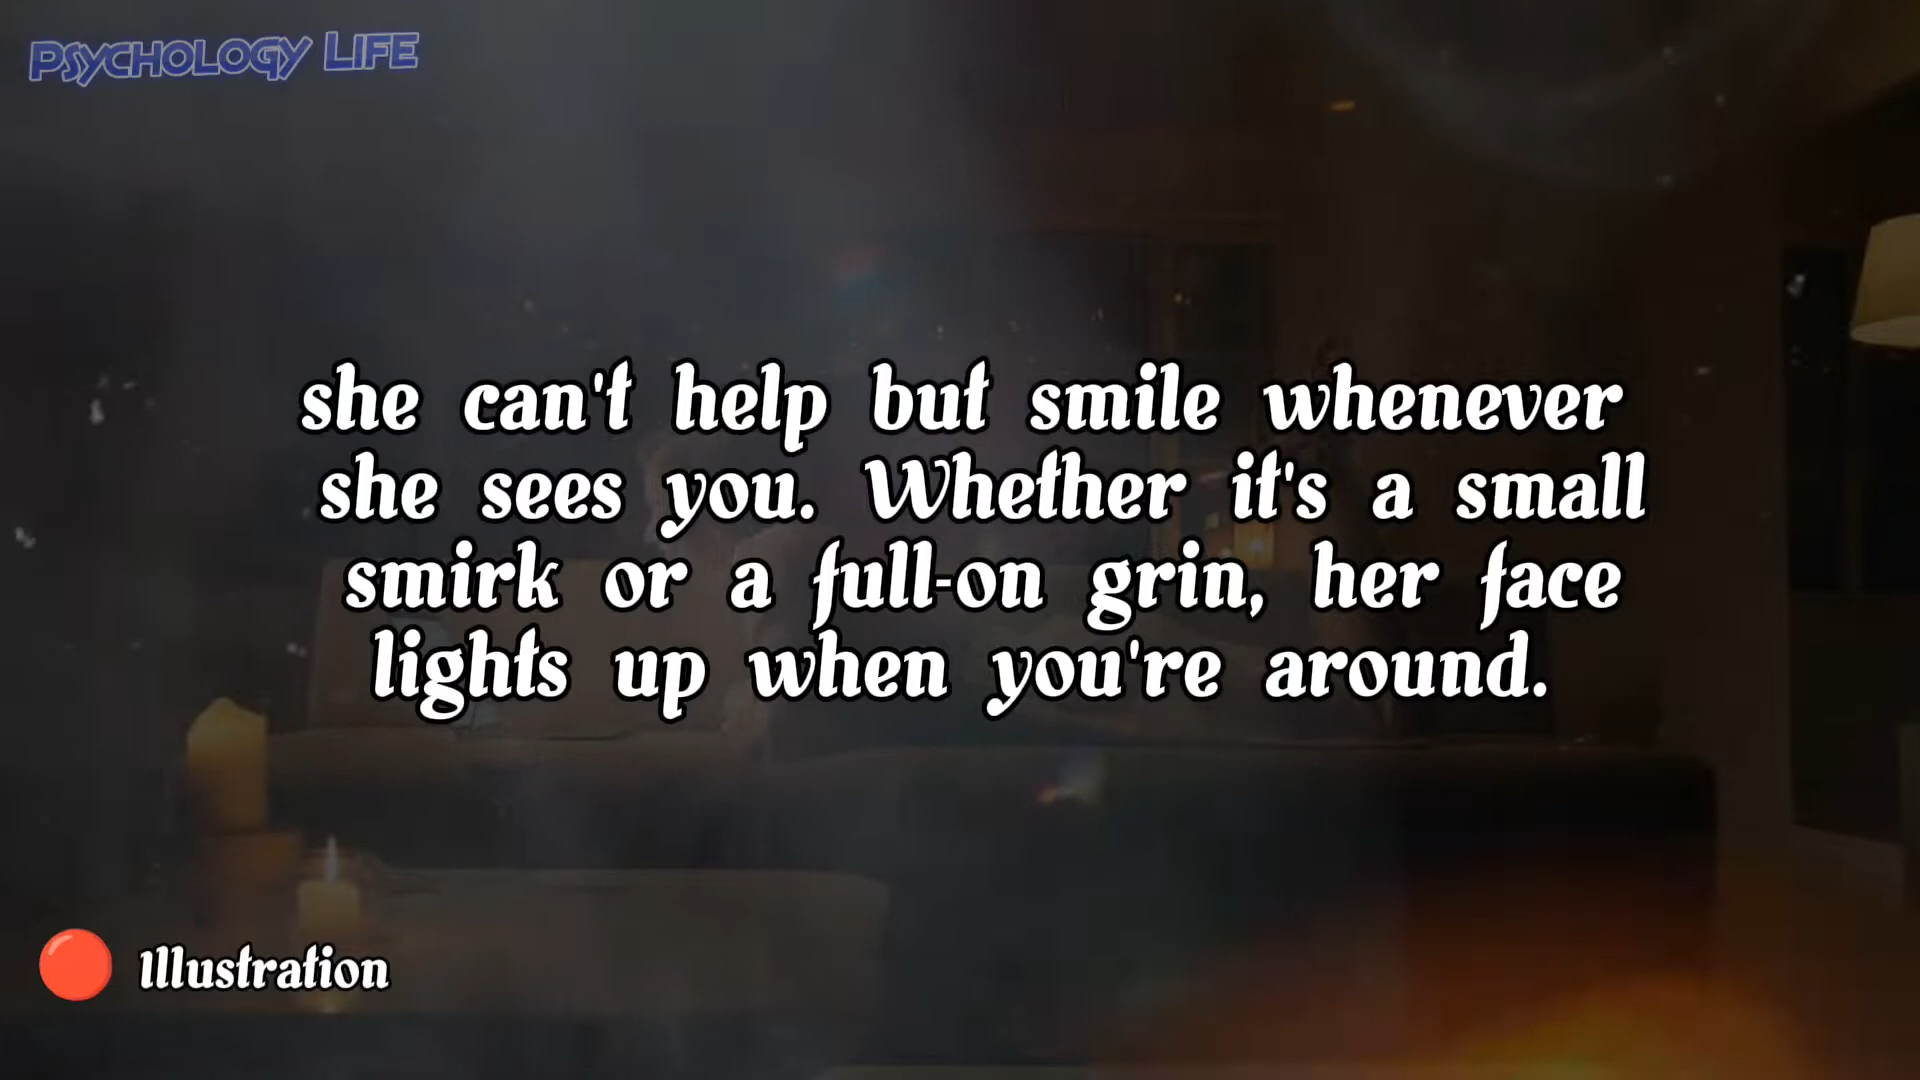 Psychology Life
she can't help but smile whenever
she sees you. Whether it's a small
smirk or a full-on grin, her face
lights up when you're around.
Illustration